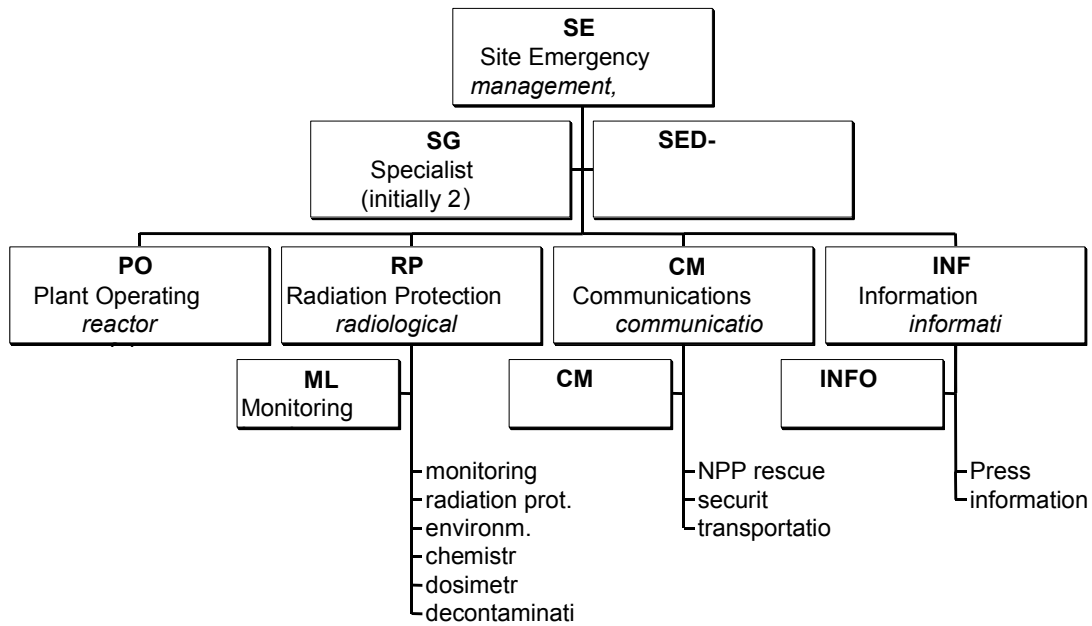 SE
Site Emergency
management,
SG
Specialist
(initially 2)
SED-
PO
Plant Operating
reactor
RP
Radiation Protection
radiological
CM
Communications
communicatio
INF
Information
informati
ML
Monitoring
CM
INFO
monitoring
radiation prot.
environm.
chemistr
dosimetr
decontaminati
NPP rescue
securit
transportatio
Press
information